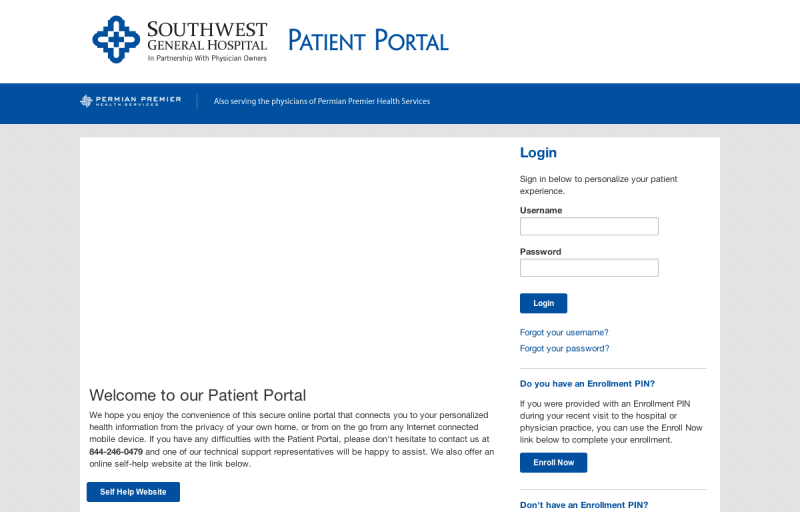 SOUTHWEST
GENERAL HOSPITAL
In Partnership With Physician Owners
PATIENT PORTAL
PERMIAN PREMIER
HEALTH SERVICES
Also serving the physicians of Permian Premier Health Services
Login
Sign in below to personalize your patient
experience.
Username
Password
Login
Forgot your username?
Forgot your password?
Do you have an Enrollment PIN?
If you were provided with an Enrollment PIN
during your recent visit to the hospital or
physician practice, you can use the Enroll Now
link below to complete your enrollment.
Enroll Now
Don't have an Enrollment PIN?
Welcome to our Patient Portal
We hope you enjoy the convenience of this secure online portal that connects you to your personalized
health information from the privacy of your own home, or from on the go from any Internet connected
mobile device. If you have any difficulties with the Patient Portal, please don't hesitate to contact us at
844-246-0479 and one of our technical support representatives will be happy to assist. We also offer an
online self-help website at the link below.
Self Help Website